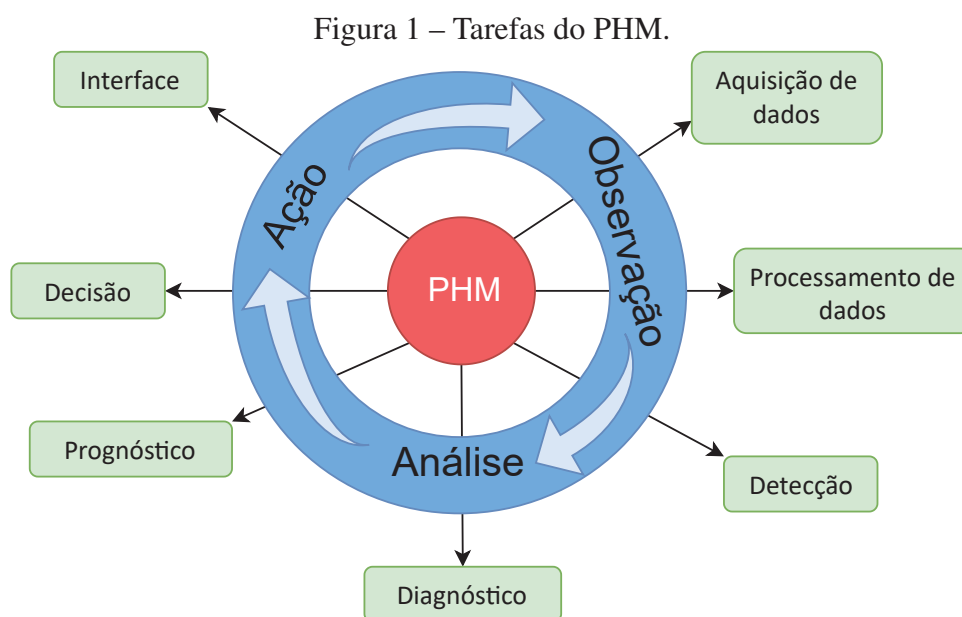 Figura 1 – Tarefas do PHM.
Interface
Aquisição de
dados
Ação
Observação
Decisão
PHM
Processamento de
dados
Prognóstico
Análise
Detecção
Diagnóstico